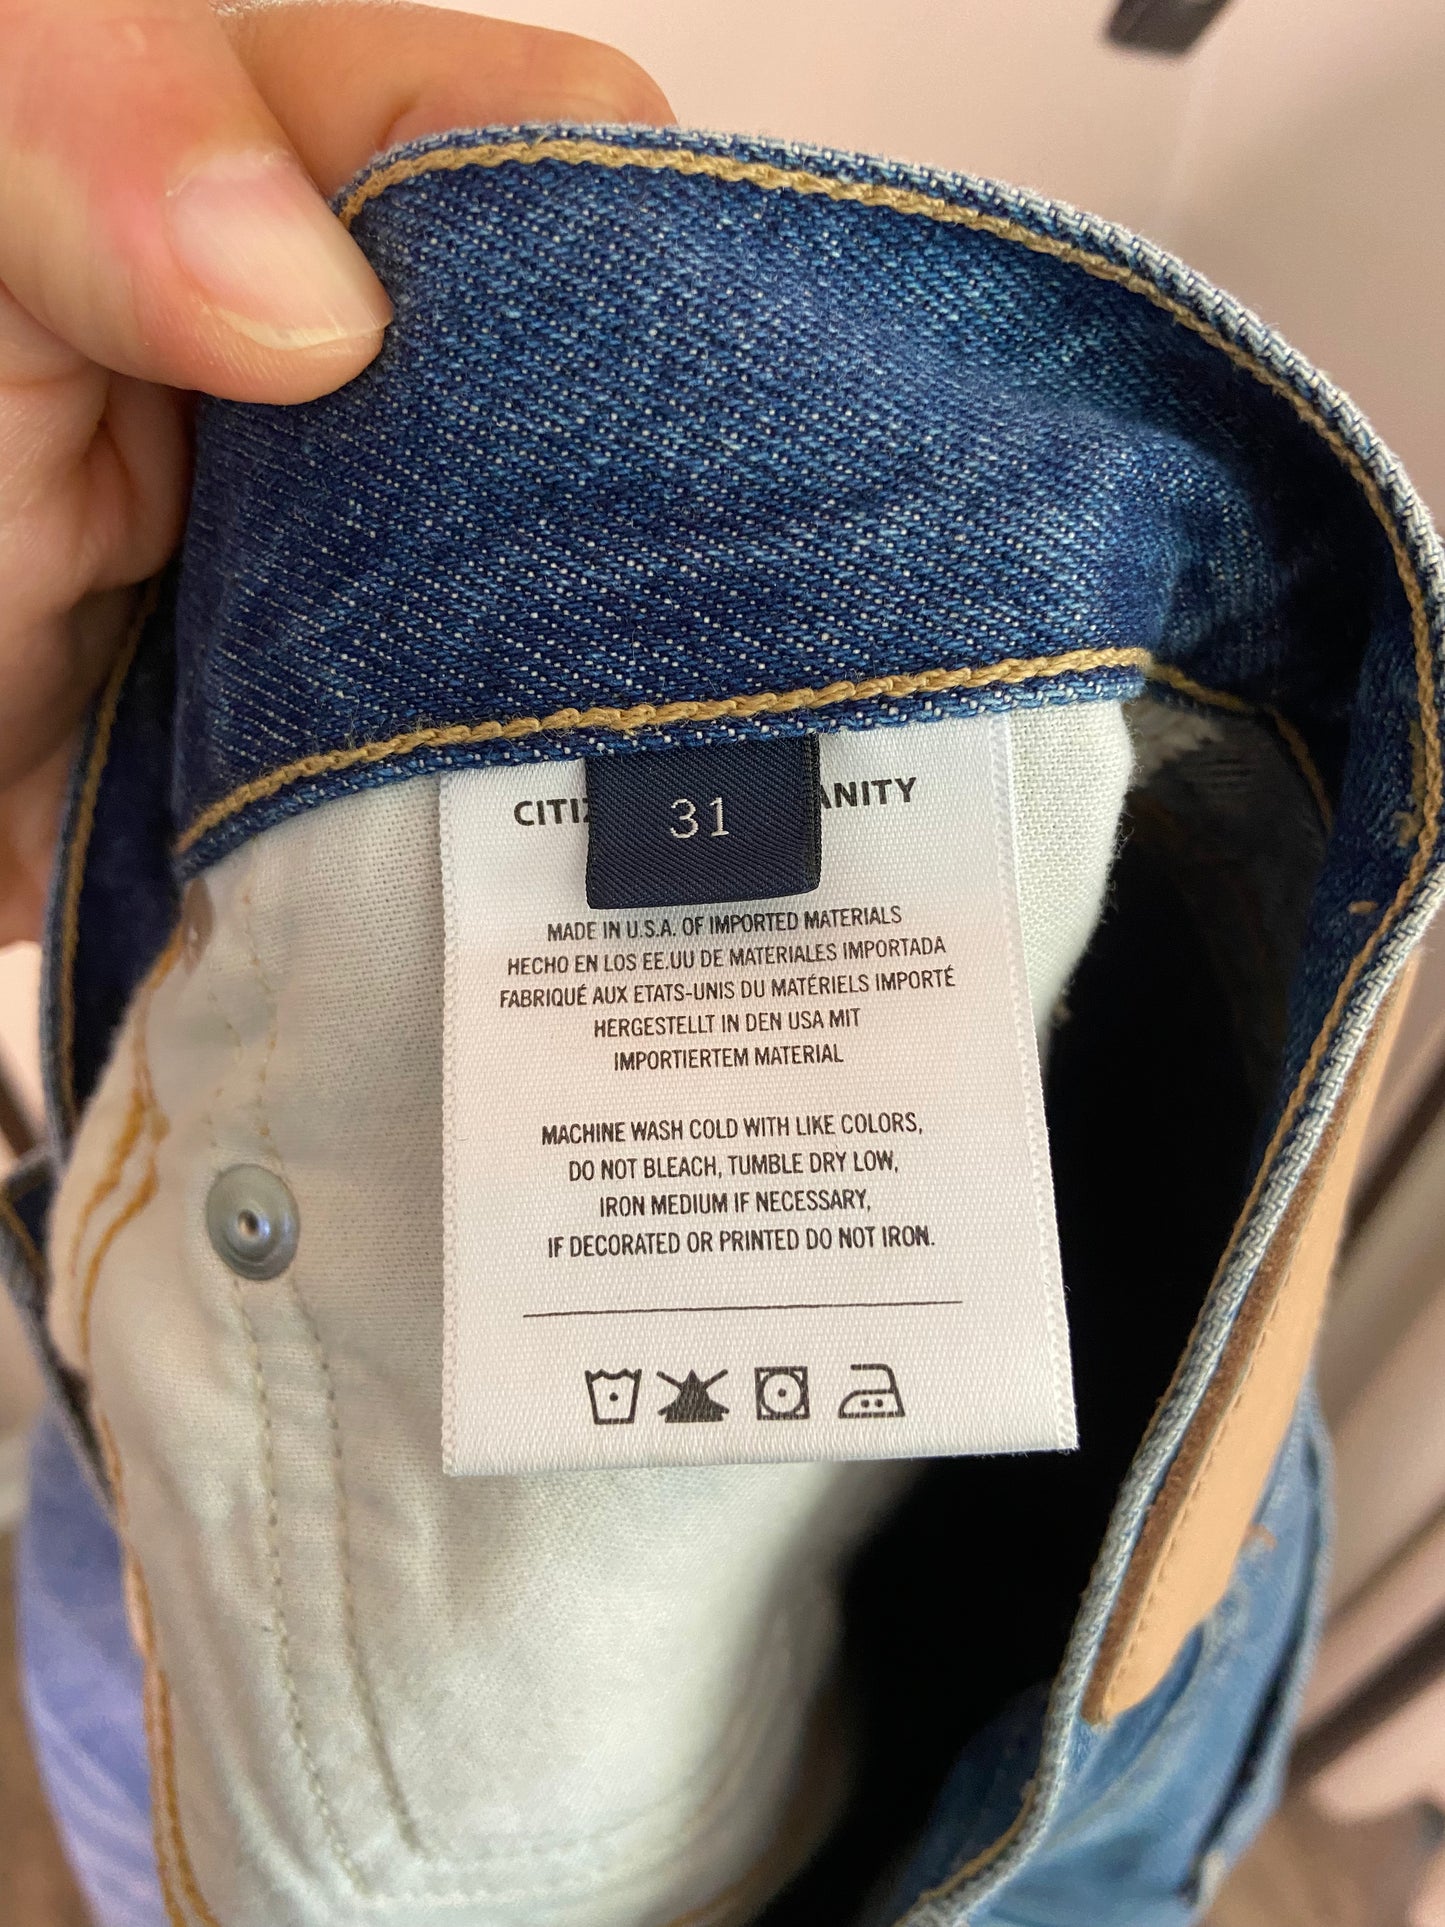 31
MADE IN U.S.A. OF IMPORTED MATERIALS
HECHO EN LOS EE.UU DE MATERIALES IMPORTADA
FABRIQUÉ AUX ETATS-UNIS DU MATÉRIELS IMPORTÉ
HERGESTELLT IN DEN USA MIT
IMPORTIERTEM MATERIAL
MACHINE WASH COLD WITH LIKE COLORS,
DO NOT BLEACH, TUMBLE DRY LOW,
IRON MEDIUM IF NECESSARY,
IF DECORATED OR PRINTED DO NOT IRON.